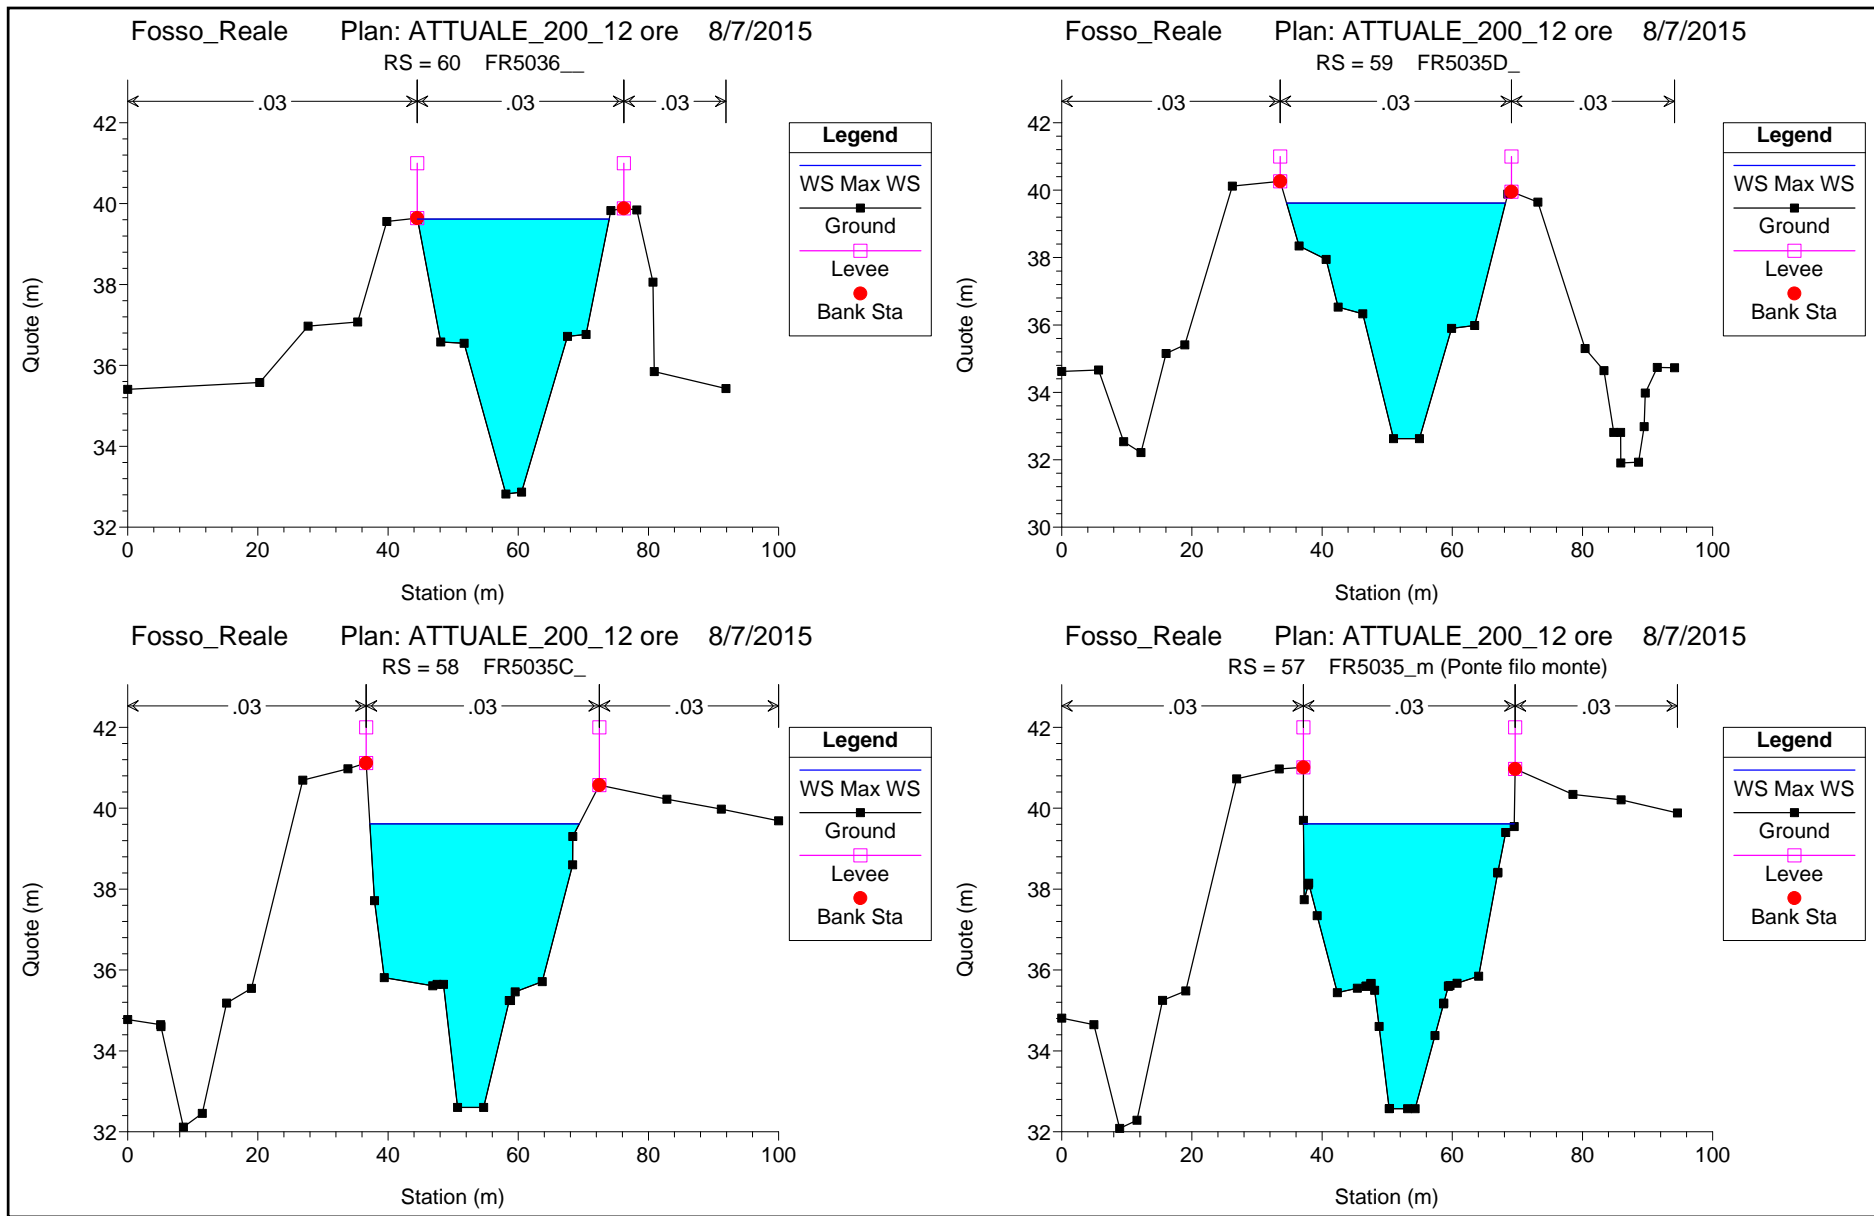 Fosso_Reale Plan: ATTUALE_200_12 ore 8/7/2015
RS = 60 FR5036__
.03 .03 .03
42
40
38
36
34
32
0 20 40 60 80 100
Quote (m)
Station (m)
Legend
WS Max WS
Ground
Levee
Bank Sta
Fosso_Reale Plan: ATTUALE_200_12 ore 8/7/2015
RS = 59 FR5035D_
.03 .03 .03
42
40
38
36
34
32
30
0 20 40 60 80 100
Quote (m)
Station (m)
Legend
WS Max WS
Ground
Levee
Bank Sta
Fosso_Reale Plan: ATTUALE_200_12 ore 8/7/2015
RS = 58 FR5035C_
.03 .03 .03
42
40
38
36
34
32
0 20 40 60 80 100
Quote (m)
Station (m)
Legend
WS Max WS
Ground
Levee
Bank Sta
Fosso_Reale Plan: ATTUALE_200_12 ore 8/7/2015
RS = 57 FR5035_m (Ponte filo monte)
.03 .03 .03
42
40
38
36
34
32
0 20 40 60 80 100
Quote (m)
Station (m)
Legend
WS Max WS
Ground
Levee
Bank Sta